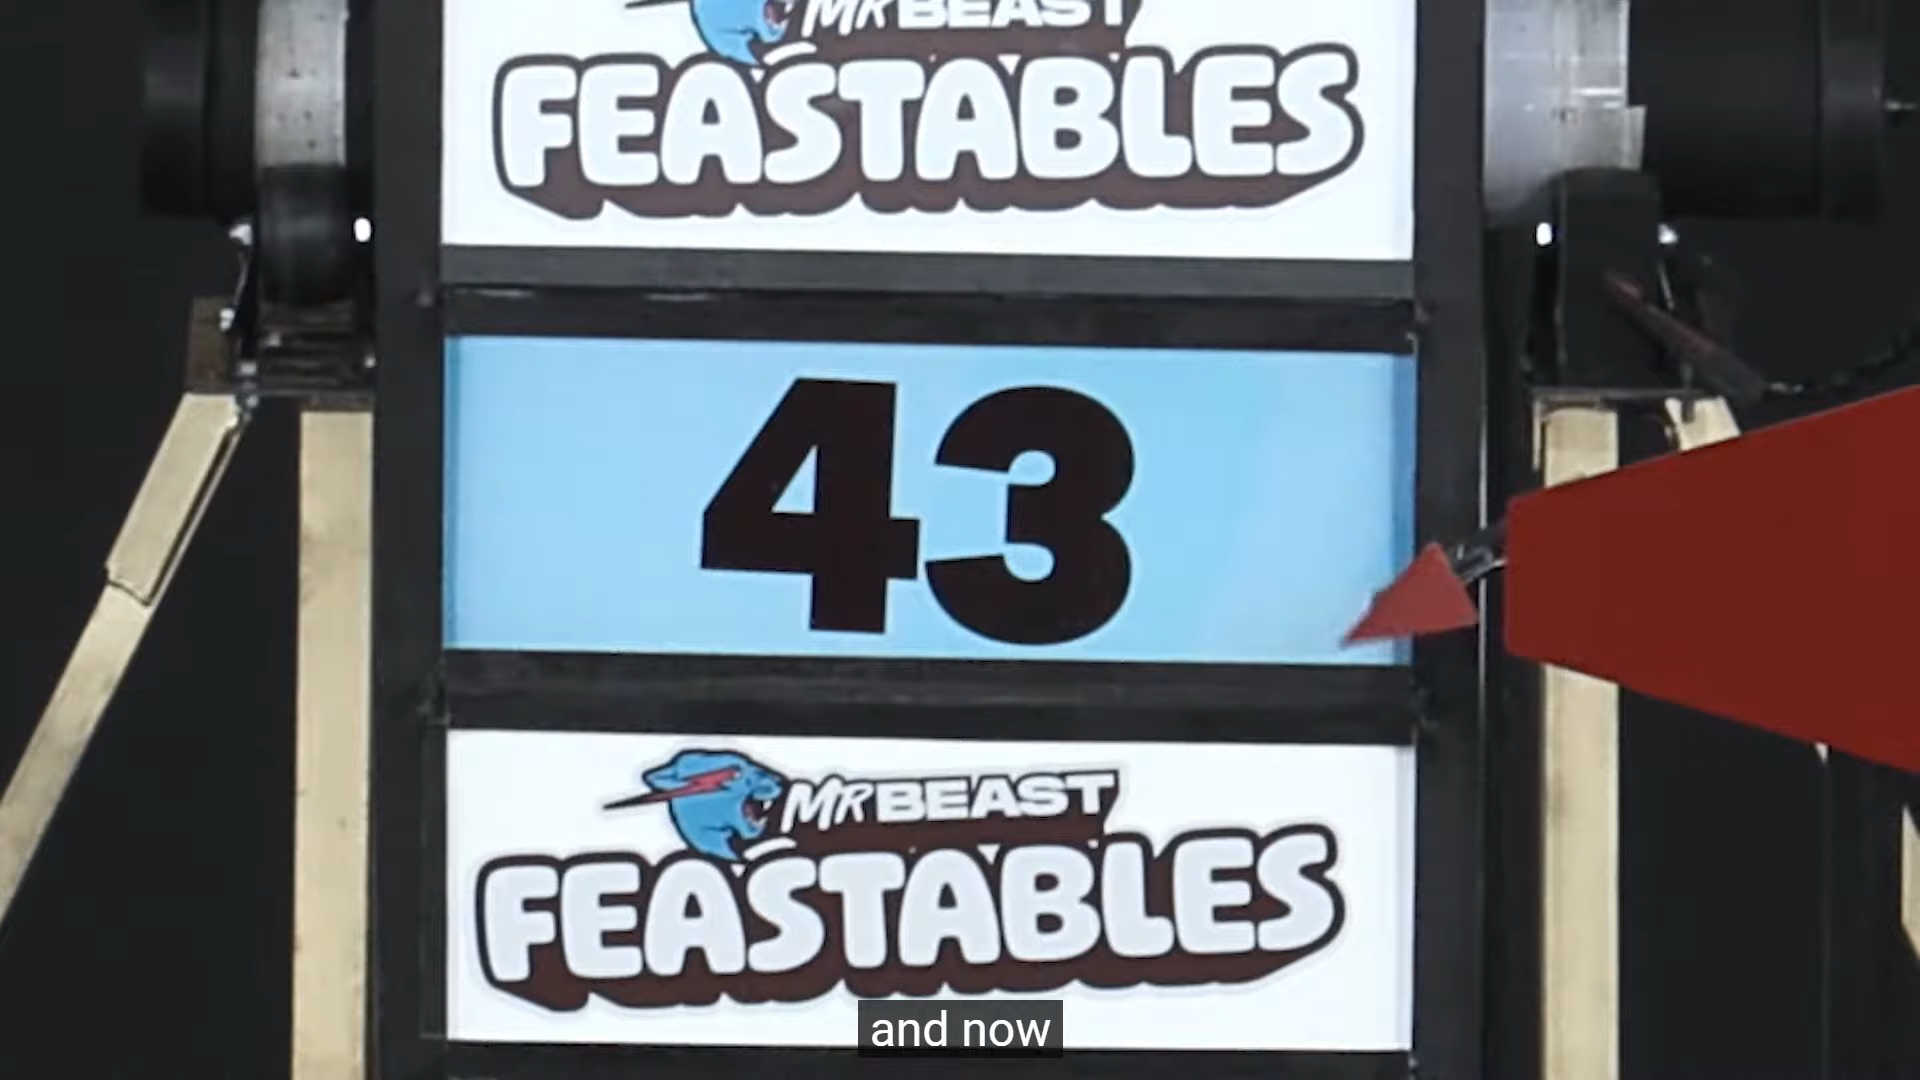 MRBEAST
FEASTABLES
43
MRBEAST
FEASTABLES
and now